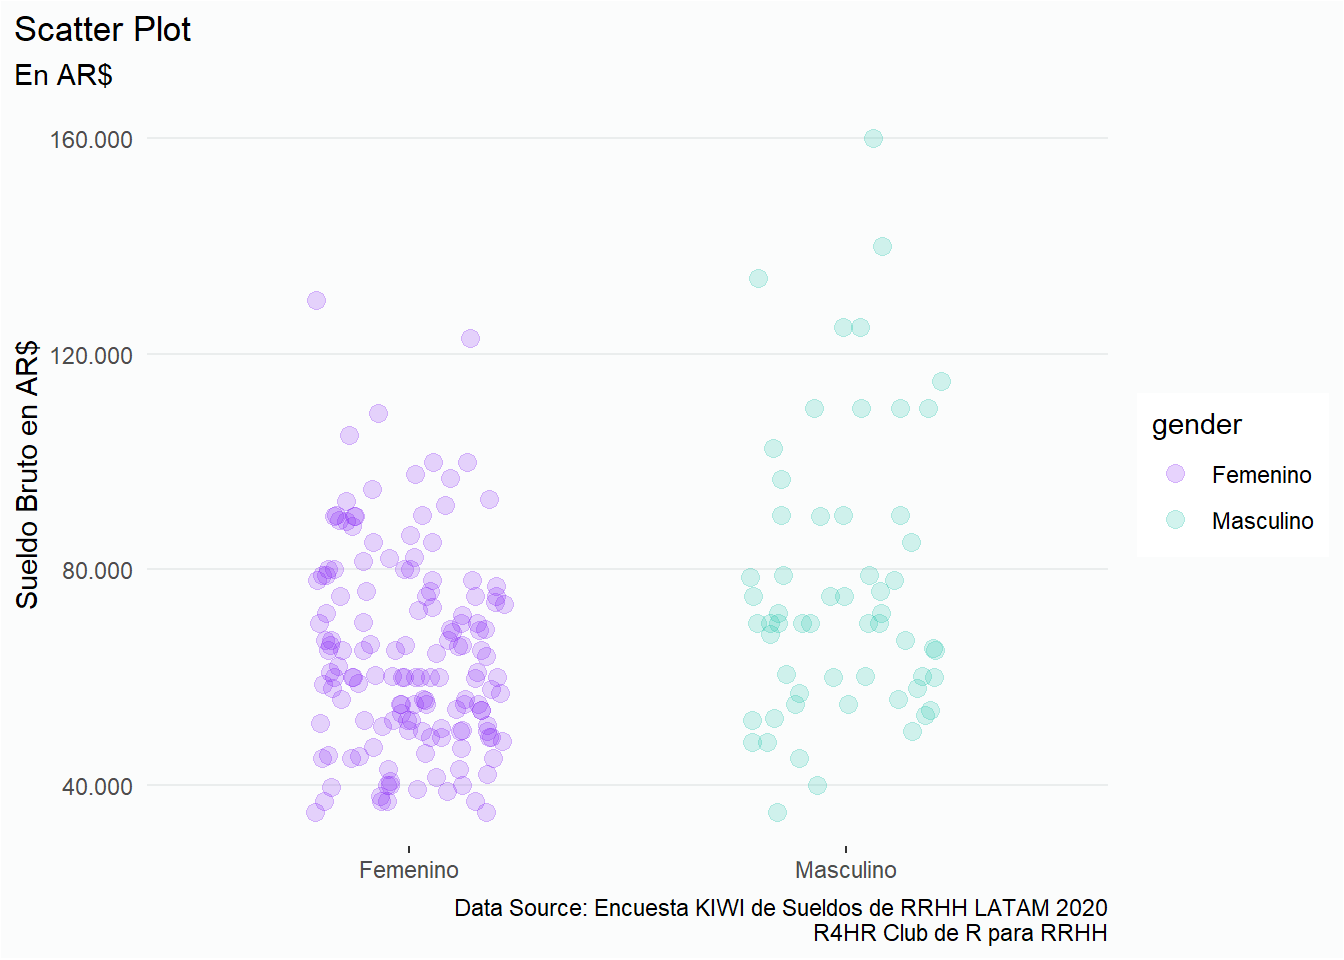 Scatter Plot
En AR$
Sueldo Bruto en AR$
160.000
120.000
80.000
40.000
Femenino
Masculino
gender
Femenino
Masculino
Data Source: Encuesta KIWI de Sueldos de RRHH LATAM 2020
R4HR Club de R para RRHH